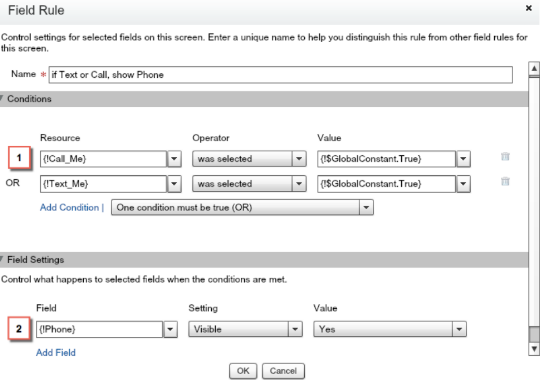 Field Rule ×
Control settings for selected fields on this screen. Enter a unique name to help you distinguish this rule from other field rules for
this screen.
Name * if Text or Call, show Phone
Conditions
Resource Operator Value
1 {!Call_Me} was selected {!$GlobalConstant.True}
OR {!Text_Me} was selected {!$GlobalConstant.True}
Add Condition | One condition must be true (OR)
Field Settings
Control what happens to selected fields when the conditions are met.
Field Setting Value
2 {!Phone} Visible Yes
Add Field
OK Cancel